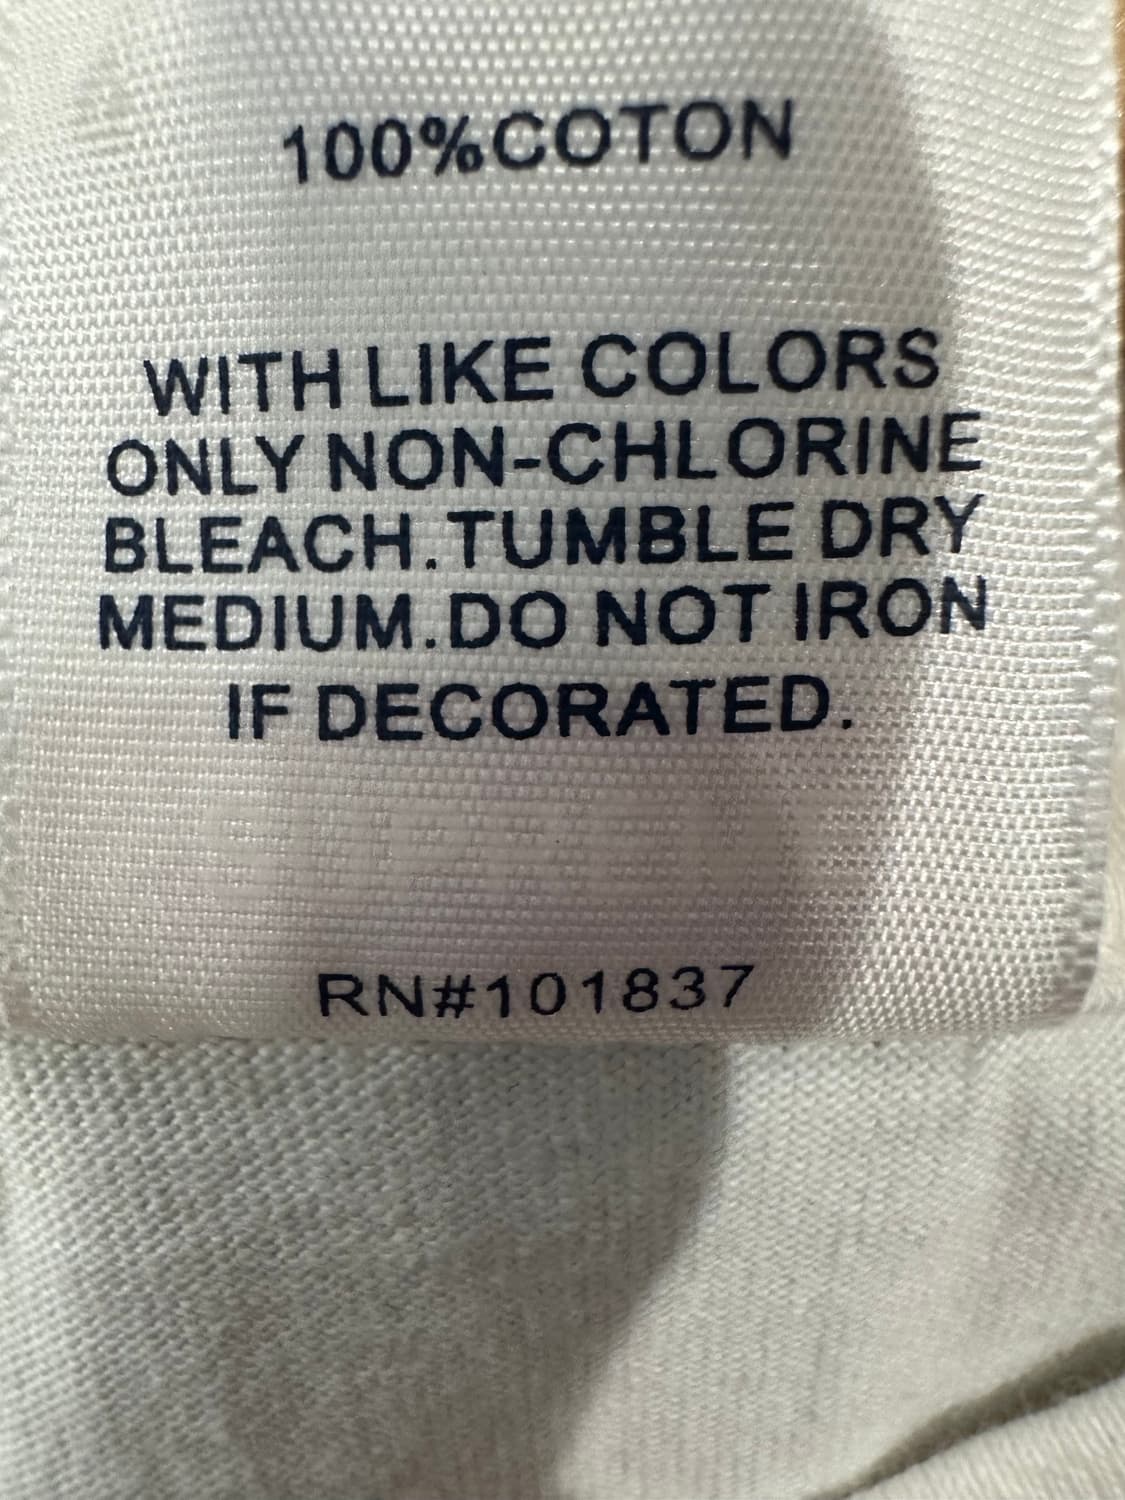 100%COTON
WITH LIKE COLORS
ONLY NON-CHLORINE
BLEACH.TUMBLE DRY
MEDIUM.DO NOT IRON
IF DECORATED.
RN#101837